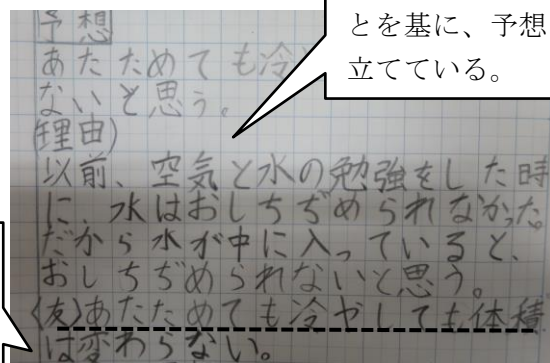 とを基に、予想
立てている。
予想
あたためても冷
ないと思う。
(理由)
以前、空気と水の勉強をした時
に、水はおしちぢめられなかった。
だから水が中に入っていると、
おしちぢめられないと思う。
(友)あたためても冷やしても体積
は変わらない。